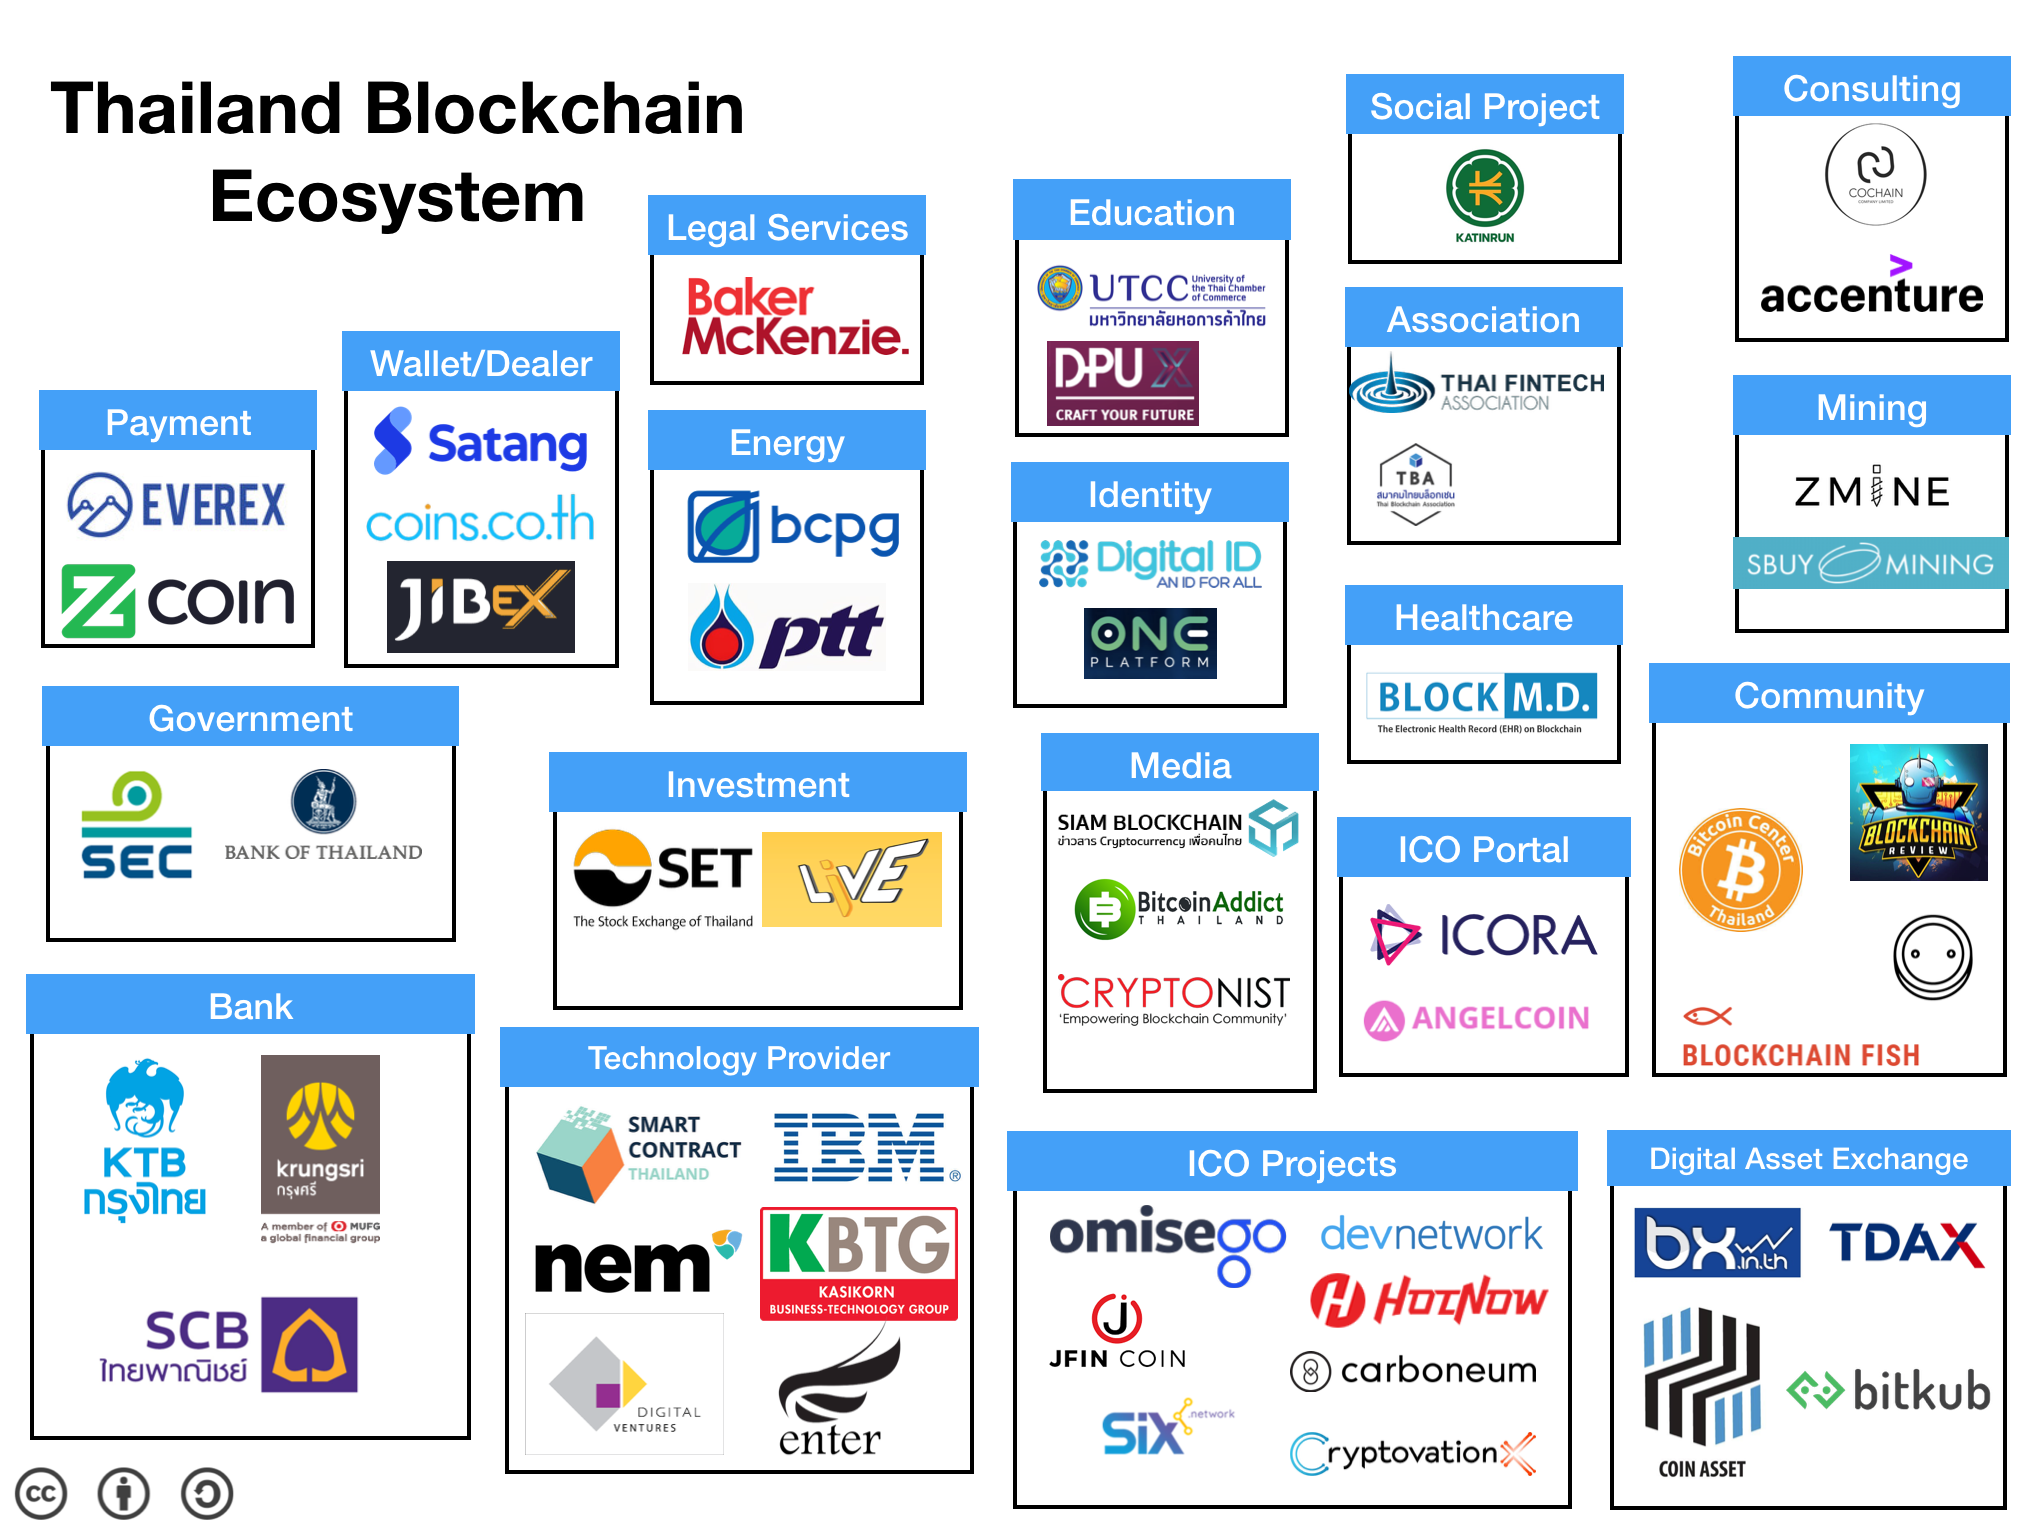 Thailand Blockchain
Ecosystem
Payment
EVEREX
ZCOIN
Wallet/Dealer
Satang
coins.co.th
JIBEX
Legal Services
Baker
McKenzie.
Energy
bcpg
ptt
Education
UTCC
University of
the Thai Chamber
of Commerce
มหาวิทยาลัยหอการค้าไทย
DPU X
CRAFT YOUR FUTURE
Identity
Digital ID
AN ID FOR ALL
ONE
PLATFORM
Social Project
KATINRUN
Association
THAI FINTECH
ASSOCIATION
TBA
สมาคมไทยบล็อกเชน
Thai Blockchain Association
Healthcare
BLOCK M.D.
The Electronic Health Record (EHR) on Blockchain
Consulting
COCHAIN
COMPANY LIMITED
accenture
Mining
ZMINE
SBUY MINING
Community
Bitcoin Center
Thailand
BLOCKCHAIN
REVIEW
BLOCKCHAIN FISH
Government
SEC
BANK OF THAILAND
Investment
SET
The Stock Exchange of Thailand
LiVE
Media
SIAM BLOCKCHAIN
ข่าวสาร Cryptocurrency เพื่อคนไทย
BitcoinAddict
THAILAND
CRYPTONIST
'Empowering Blockchain Community'
ICO Portal
ICORA
ANGELCOIN
Bank
KTB
กรุงไทย
krungsri
กรุงศรี
A member of MUFG
a global financial group
SCB
ไทยพาณิชย์
Technology Provider
SMART
CONTRACT
THAILAND
IBM®
nem
KBTG
KASIKORN
BUSINESS-TECHNOLOGY GROUP
DIGITAL
VENTURES
enter
ICO Projects
omisego
devnetwork
JFIN COIN
HotNow
carboneum
SIX.network
CryptovationX
Digital Asset Exchange
bx.in.th
TDAX
COIN ASSET
bitkub
cc